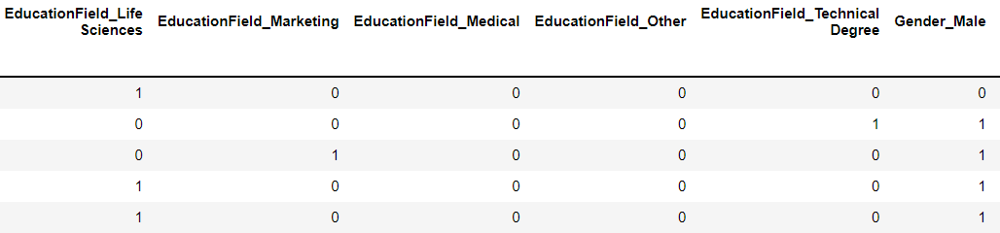 EducationField_Life Sciences EducationField_Marketing EducationField_Medical EducationField_Other EducationField_Technical Degree Gender_Male
1 0 0 0 0 0
0 0 0 0 1 1
0 1 0 0 0 1
1 0 0 0 0 1
1 0 0 0 0 1